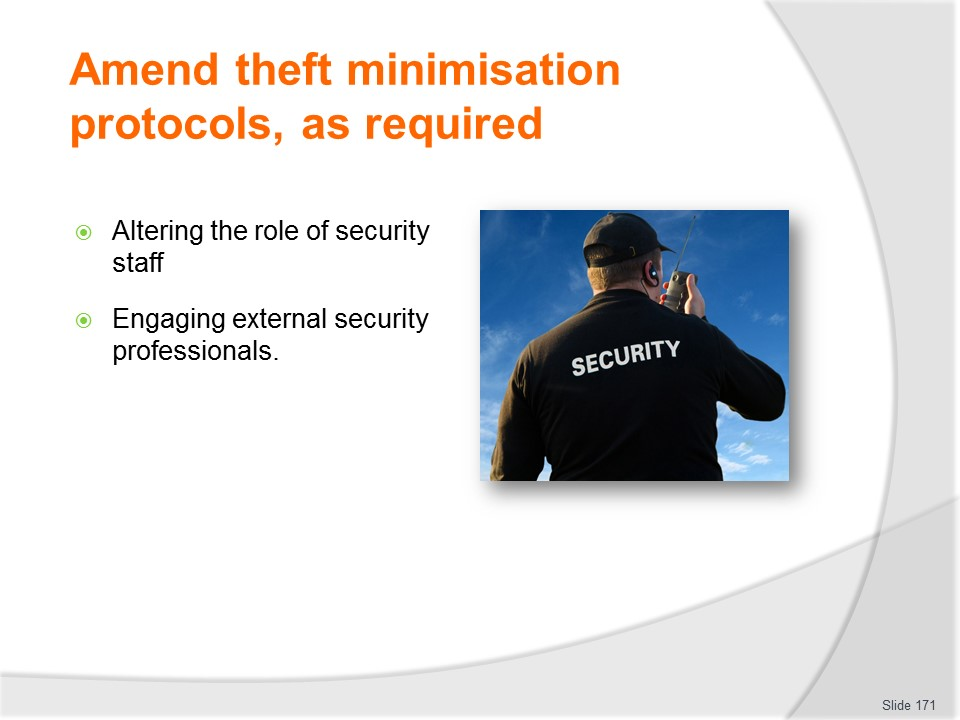 Amend theft minimisation
protocols, as required
Altering the role of security
staff
Engaging external security
professionals.
SECURITY
Slide 171